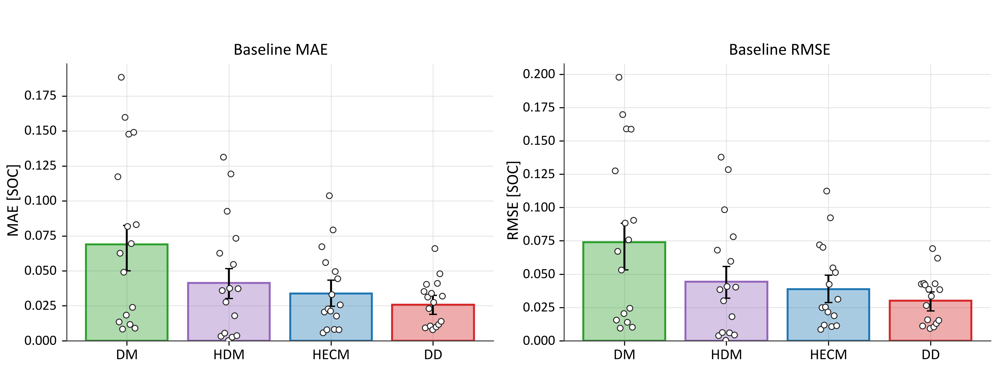 Baseline MAE
MAE [SOC]
0.175
0.150
0.125
0.100
0.075
0.050
0.025
0.000
DM HDM HECM DD
Baseline RMSE
RMSE [SOC]
0.200
0.175
0.150
0.125
0.100
0.075
0.050
0.025
0.000
DM HDM HECM DD